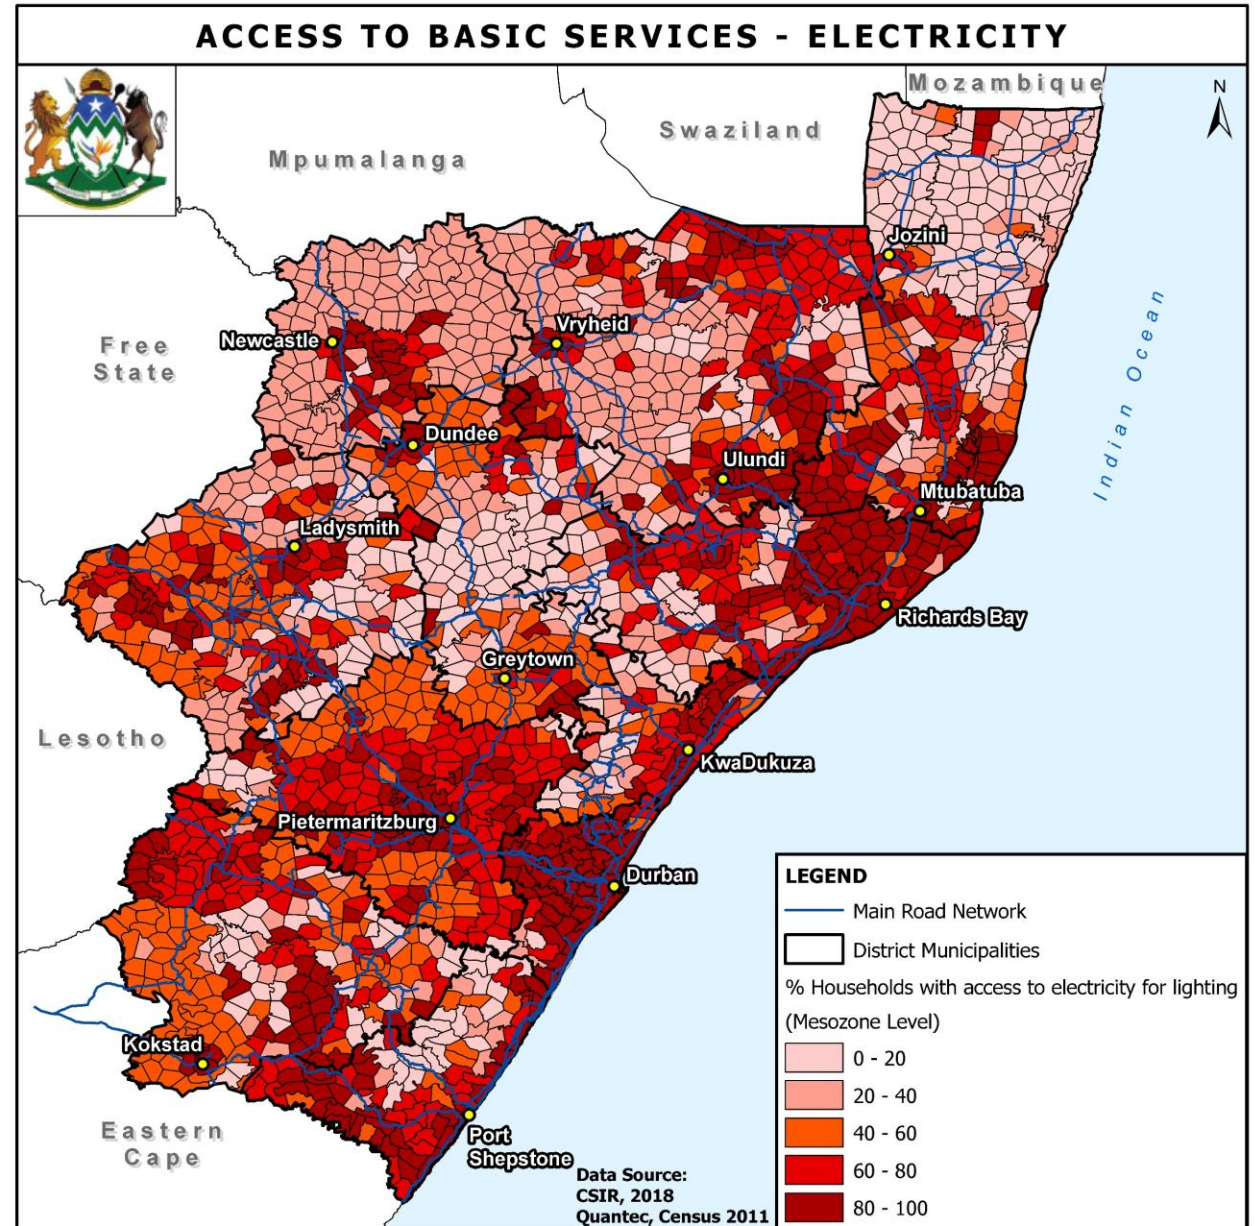 ACCESS TO BASIC SERVICES - ELECTRICITY
Mozambique
N
Swaziland
Mpumalanga
Jozini
Vryheid
Newcastle
Free
State
Dundee
Ulundi
Indian Ocean
Mtubatuba
Ladysmith
Richards Bay
Greytown
Lesotho
KwaDukuza
Pietermaritzburg
Durban
LEGEND
Main Road Network
District Municipalities
% Households with access to electricity for lighting
(Mesozone Level)
0 - 20
20 - 40
40 - 60
60 - 80
80 - 100
Kokstad
Eastern
Cape
Port
Shepstone
Data Source:
CSIR, 2018
Quantec, Census 2011